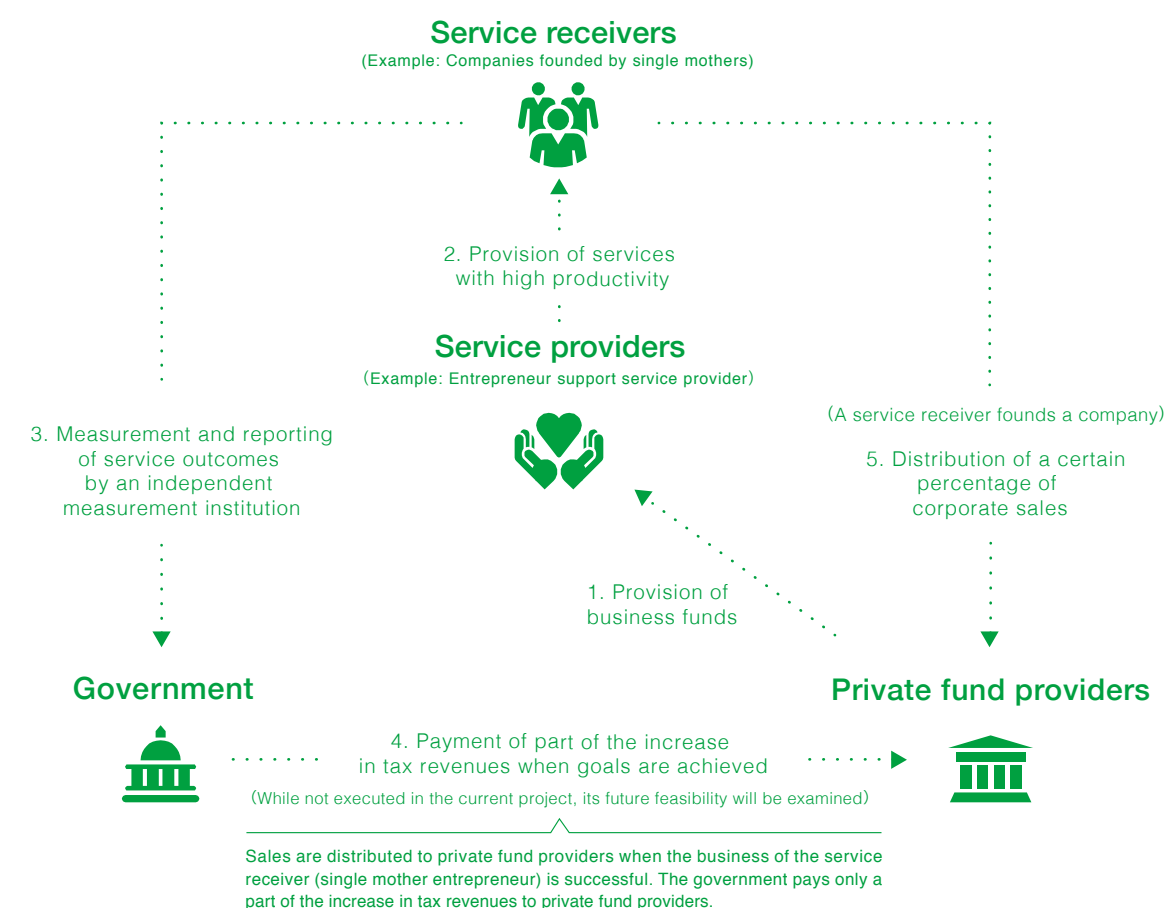 Service receivers
(Example: Companies founded by single mothers)
2. Provision of services
with high productivity
Service providers
(Example: Entrepreneur support service provider)
3. Measurement and reporting
of service outcomes
by an independent
measurement institution
(A service receiver founds a company)
5. Distribution of a certain
percentage of
corporate sales
1. Provision of
business funds
Government
Private fund providers
4. Payment of part of the increase
in tax revenues when goals are achieved
(While not executed in the current project, its future feasibility will be examined)
Sales are distributed to private fund providers when the business of the service
receiver (single mother entrepreneur) is successful. The government pays only a
part of the increase in tax revenues to private fund providers.